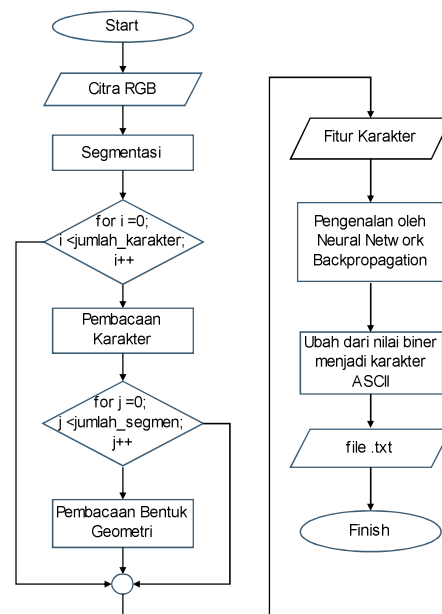 Start
Citra RGB
Segmentasi
for i =0;
i <jumlah_karakter;
i++
Pembacaan
Karakter
for j =0;
j <jumlah_segmen;
j++
Pembacaan Bentuk
Geometri
Fitur Karakter
Pengenalan oleh
Neural Netw ork
Backpropagation
Ubah dari nilai biner
menjadi karakter
ASCII
file .txt
Finish